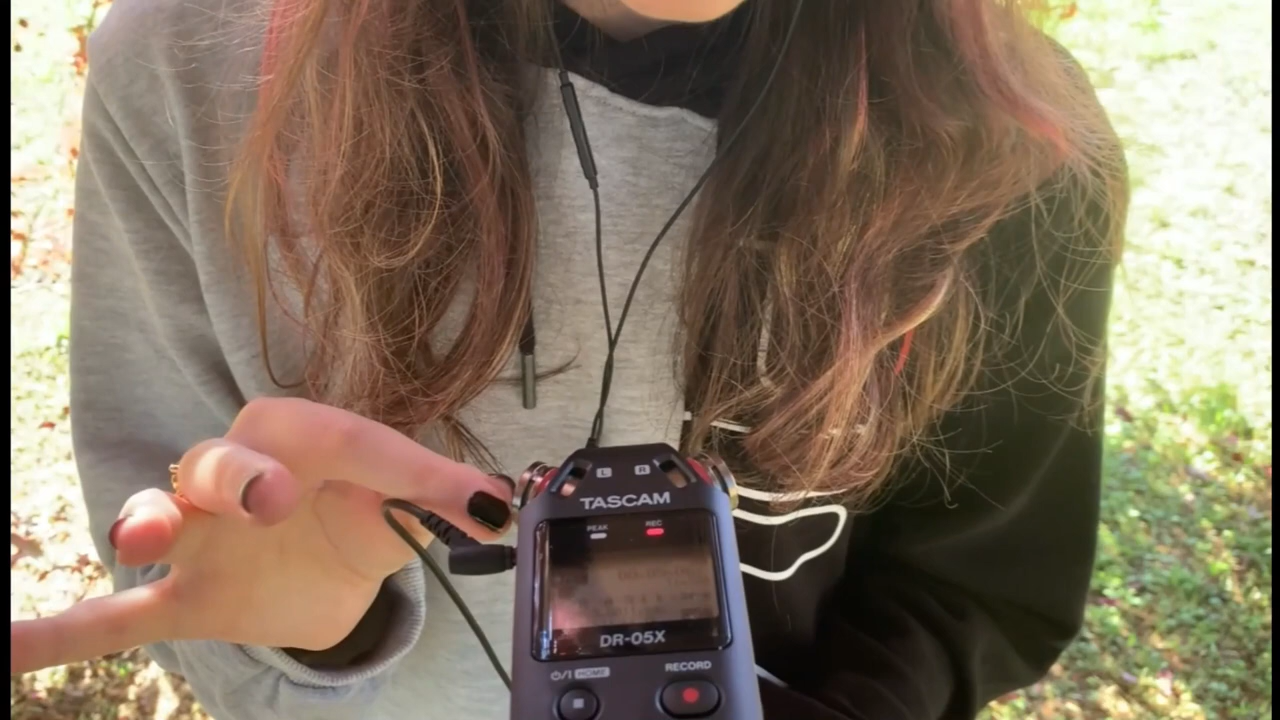 L R
TASCAM
PEAK REC
DR-05X
⏻/I HOME RECORD